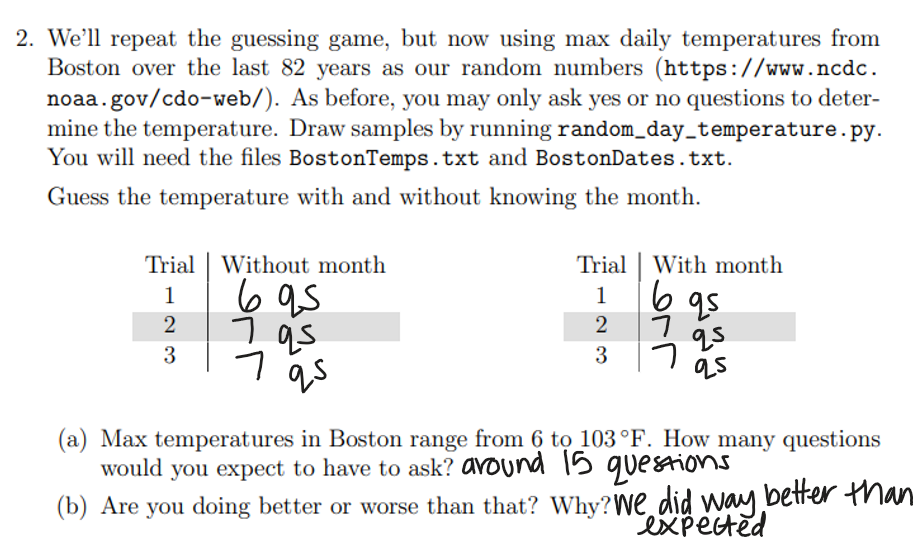 2. We'll repeat the guessing game, but now using max daily temperatures from
Boston over the last 82 years as our random numbers (https://www.ncdc.
noaa.gov/cdo-web/). As before, you may only ask yes or no questions to deter-
mine the temperature. Draw samples by running random_day_temperature.py.
You will need the files BostonTemps.txt and BostonDates.txt.
Guess the temperature with and without knowing the month.
Trial Without month
1 6 qs
2 7 qs
3 7 qs
Trial With month
1 6 qs
2 7 qs
3 7 qs
(a) Max temperatures in Boston range from 6 to 103 °F. How many questions
would you expect to have to ask? around 15 questions
(b) Are you doing better or worse than that? Why? We did way better than
expected